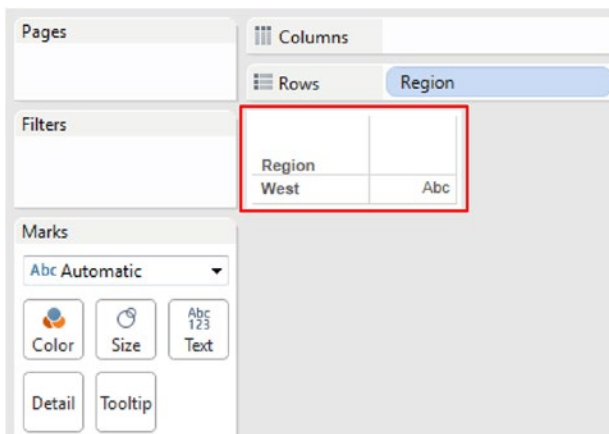 Pages
Columns
Rows
Region
Filters
Region
West
Abc
Marks
Abc Automatic
Color
Size
Abc
123
Text
Detail
Tooltip